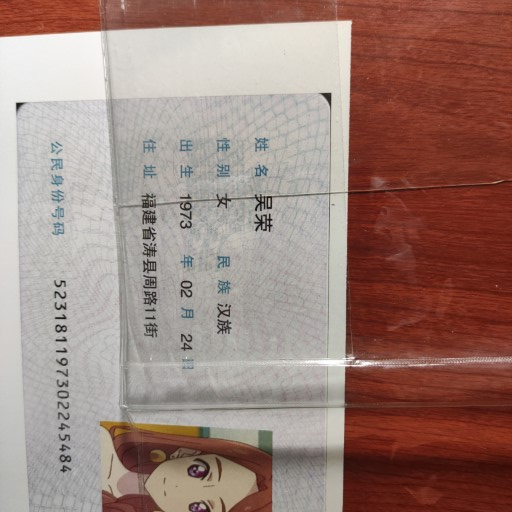 姓名 吴荣
性别 女 民族 汉族
出生 1973 年 02 月 24 日
住址 福建省涛县周路11街
公民身份号码 523181197302245484